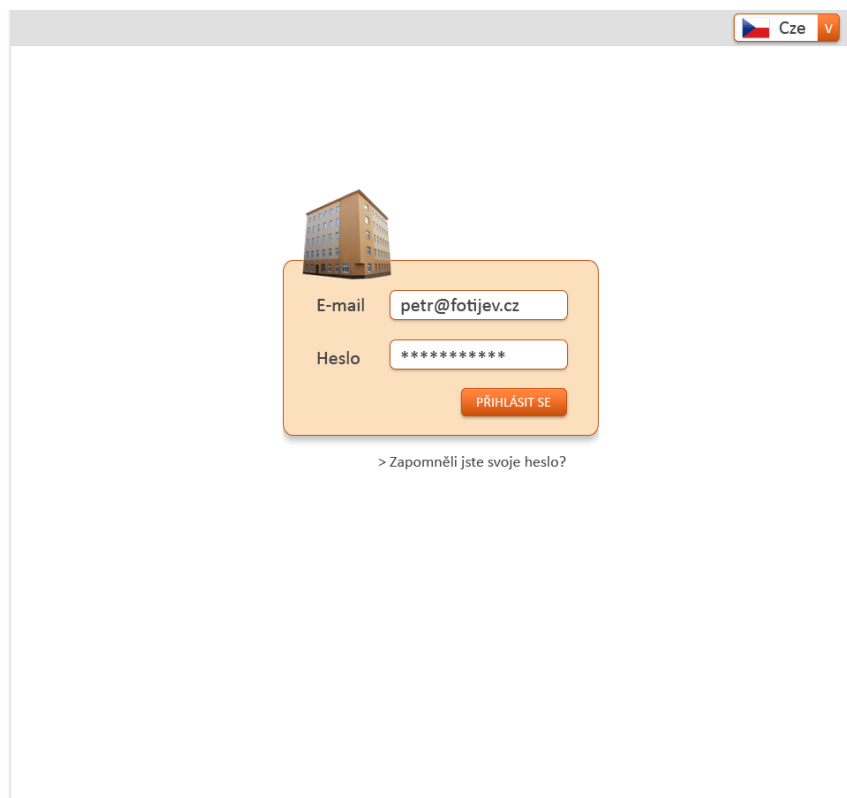 Cze V
E-mail petr@fotijev.cz
Heslo ***********
PŘIHLÁSIT SE
> Zapomněli jste svoje heslo?